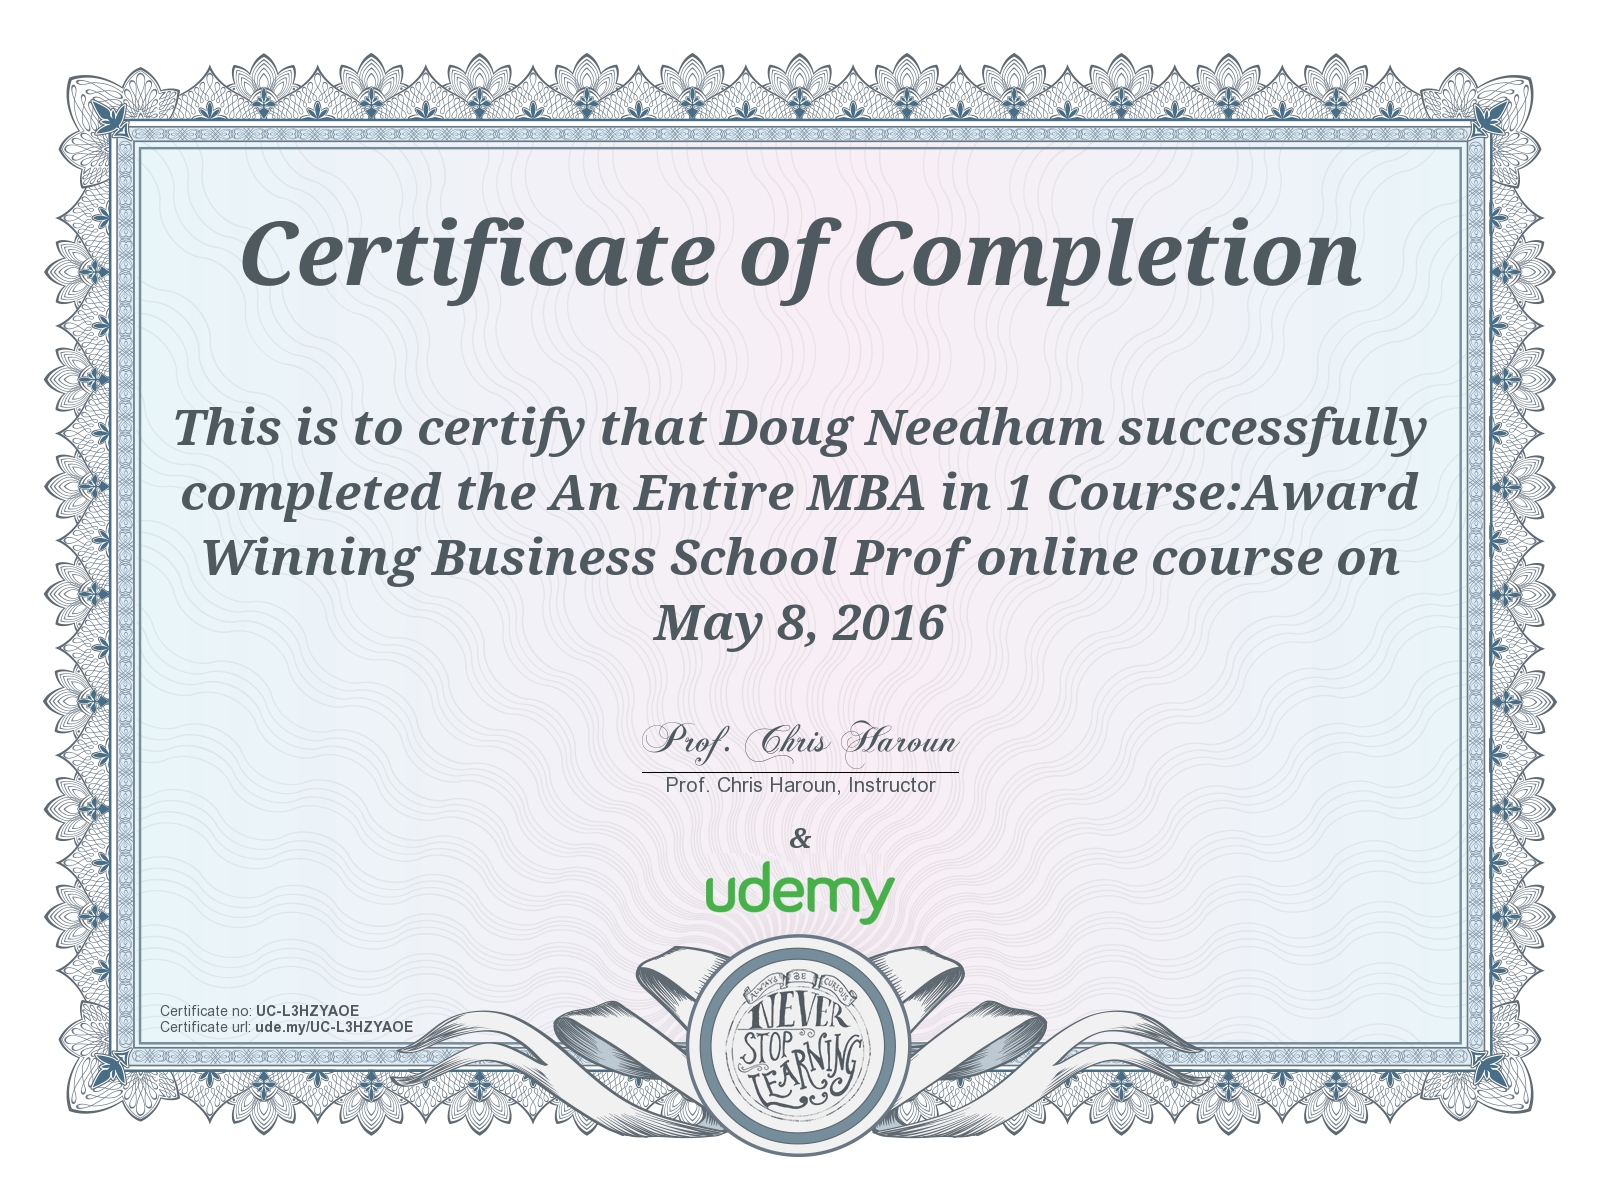 Certificate of Completion
This is to certify that Doug Needham successfully
completed the An Entire MBA in 1 Course:Award
Winning Business School Prof online course on
May 8, 2016
Prof. Chris Haroun
Prof. Chris Haroun, Instructor
&
udemy
Certificate no: UC-L3HZYAOE
Certificate url: ude.my/UC-L3HZYAOE
ALWAYS BE CURIOUS
NEVER
STOP
LEARNING